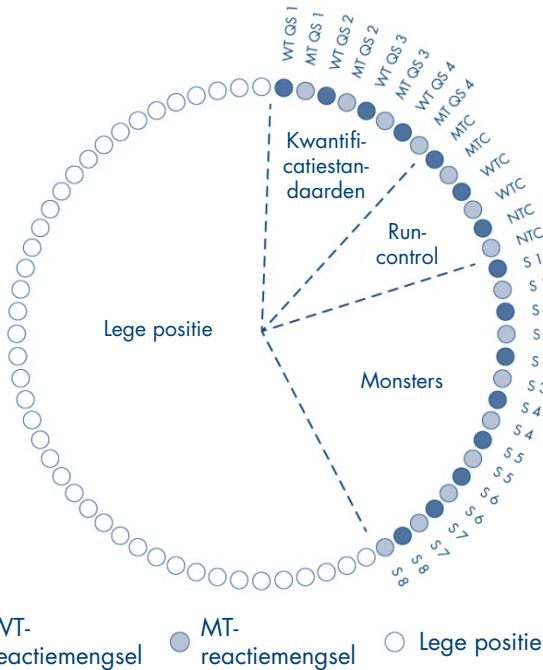 WT QS 1
MT QS 1
WT QS 2
MT QS 2
WT QS 3
MT QS 3
WT QS 4
MT QS 4
MTC
MTC
WTC
WTC
NTC
NTC
S 1
S
S
S
S
S 3
S 4
S 4
S 5
S 5
S 6
S 6
S 7
S 7
S 8
S 8
Kwantifi-
catiestan-
daarden
Run-
control
Lege positie
Monsters
WT-
reactiemengsel
MT-
reactiemengsel
Lege positie